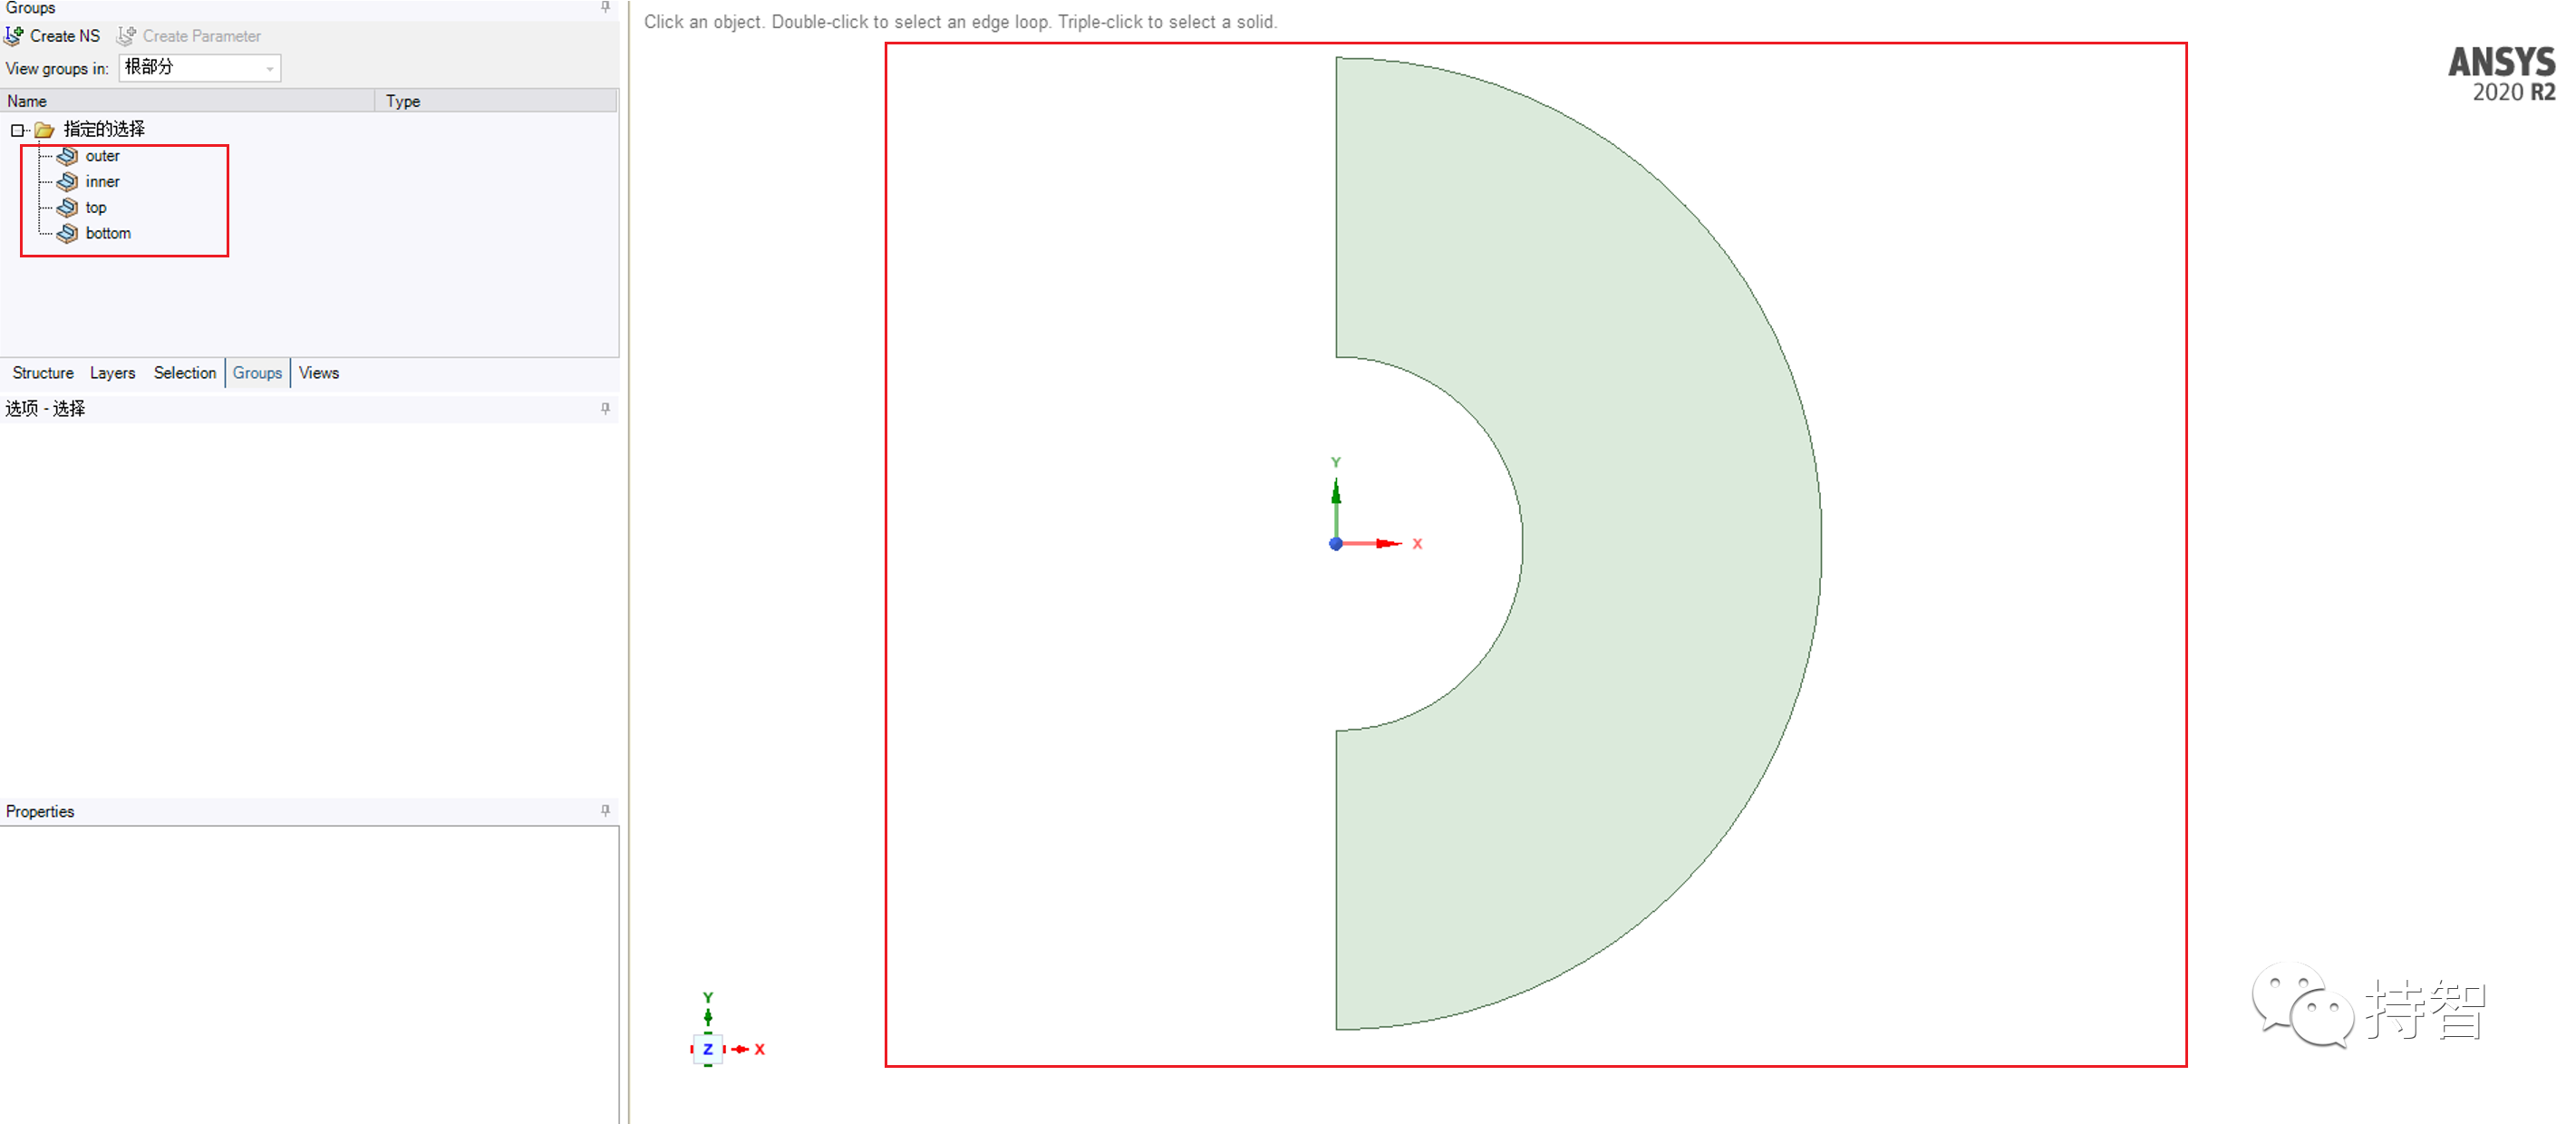 Groups
Create NS Create Parameter
View groups in: 根部分
Name Type
指定的选择
outer
inner
top
bottom
Structure Layers Selection Groups Views
选项 - 选择
Properties
Click an object. Double-click to select an edge loop. Triple-click to select a solid.
ANSYS
2020 R2
Y
X
Y
Z X
持智